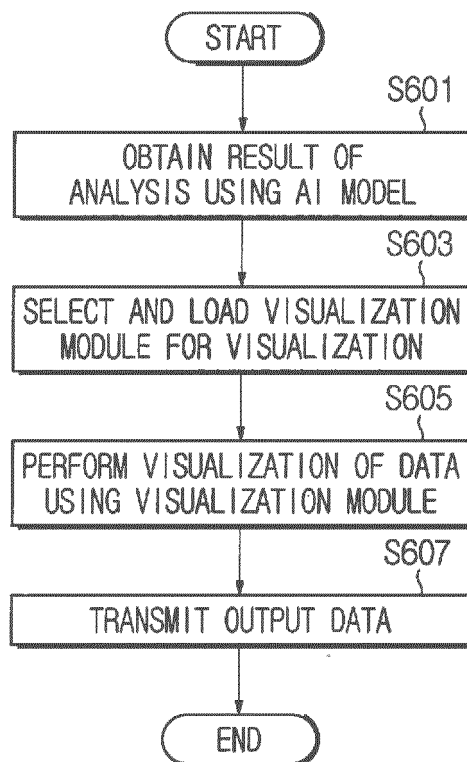 START
S601
OBTAIN RESULT OF
ANALYSIS USING AI MODEL
S603
SELECT AND LOAD VISUALIZATION
MODULE FOR VISUALIZATION
S605
PERFORM VISUALIZATION OF DATA
USING VISUALIZATION MODULE
S607
TRANSMIT OUTPUT DATA
END